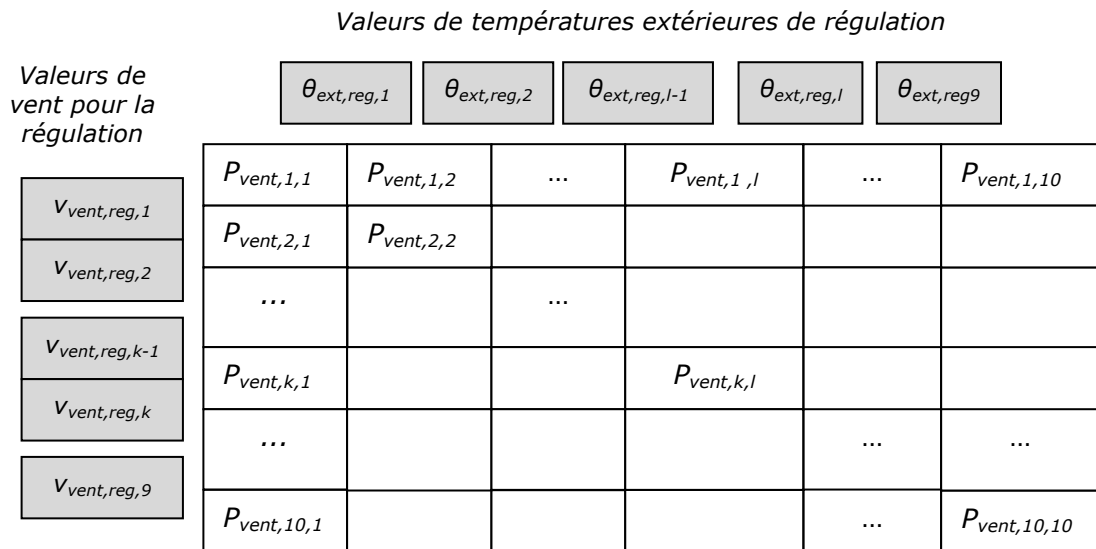 Valeurs de températures extérieures de régulation
Valeurs de
vent pour la
régulation
θext,reg,1 θext,reg,2 θext,reg,l-1 θext,reg,l θext,reg9
Pvent,1,1 Pvent,1,2 ... Pvent,1 ,l ... Pvent,1,10
vvent,reg,1
Pvent,2,1 Pvent,2,2
vvent,reg,2
... ...
vvent,reg,k-1
Pvent,k,1 Pvent,k,l
vvent,reg,k
... ... ...
vvent,reg,9
Pvent,10,1 ... Pvent,10,10